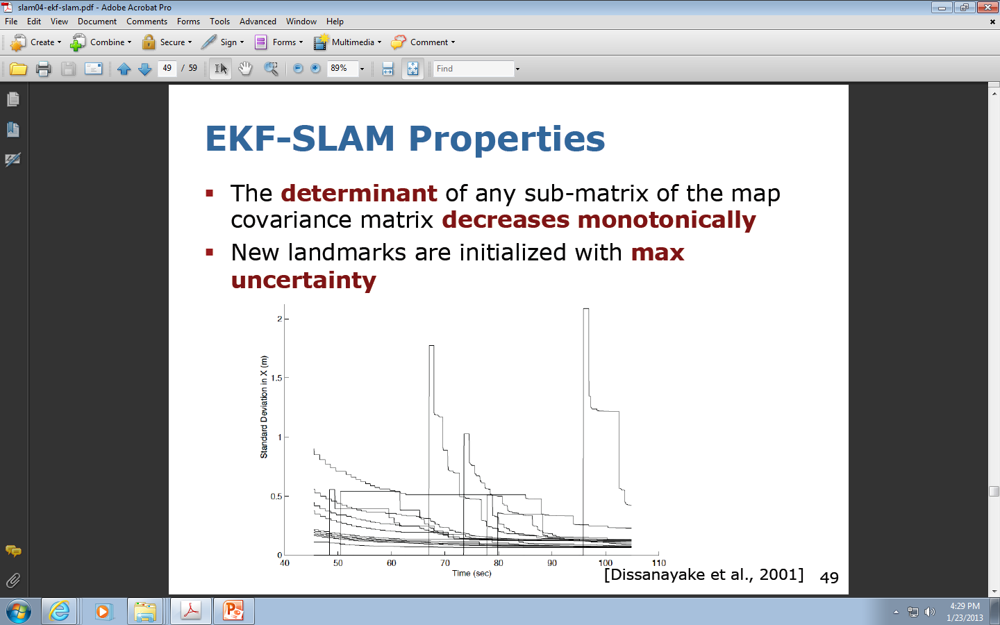 slam04-ekf-slam.pdf - Adobe Acrobat Pro
File Edit View Document Comments Forms Tools Advanced Window Help
Create Combine Secure Sign Forms Multimedia Comment
49 / 59 89% Find
EKF-SLAM Properties
The determinant of any sub-matrix of the map
covariance matrix decreases monotonically
New landmarks are initialized with max
uncertainty
2
1.5
1
0.5
0
Standard Deviation in X (m)
40 50 60 70 80 90 100 110
Time (sec)
[Dissanayake et al., 2001] 49
4:29 PM
1/23/2013